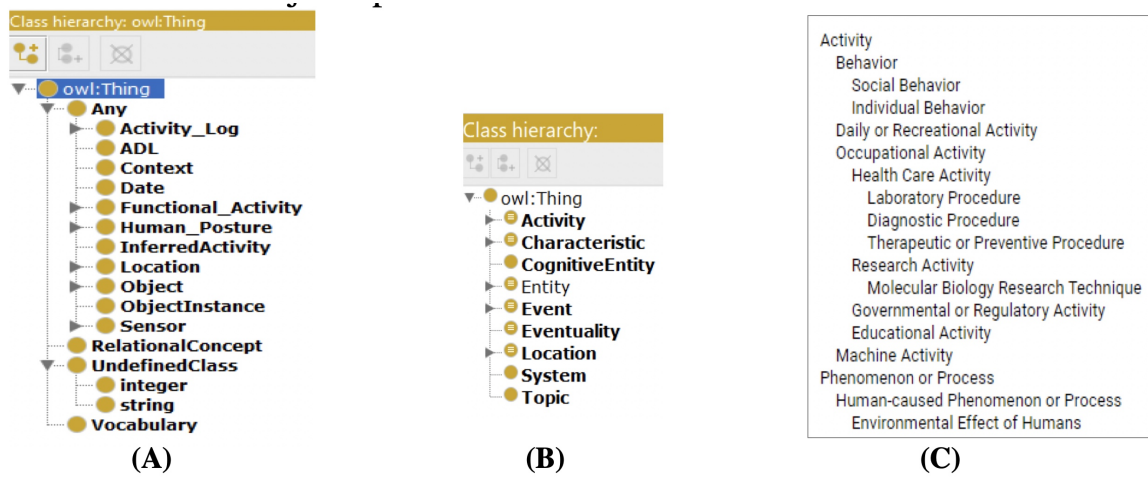 Class hierarchy: owl:Thing
owl:Thing
Any
Activity_Log
ADL
Context
Date
Functional_Activity
Human_Posture
InferredActivity
Location
Object
ObjectInstance
Sensor
RelationalConcept
UndefinedClass
integer
string
Vocabulary
(A)
Class hierarchy:
owl:Thing
Activity
Characteristic
CognitiveEntity
Entity
Event
Eventuality
Location
System
Topic
(B)
Activity
Behavior
Social Behavior
Individual Behavior
Daily or Recreational Activity
Occupational Activity
Health Care Activity
Laboratory Procedure
Diagnostic Procedure
Therapeutic or Preventive Procedure
Research Activity
Molecular Biology Research Technique
Governmental or Regulatory Activity
Educational Activity
Machine Activity
Phenomenon or Process
Human-caused Phenomenon or Process
Environmental Effect of Humans
(C)